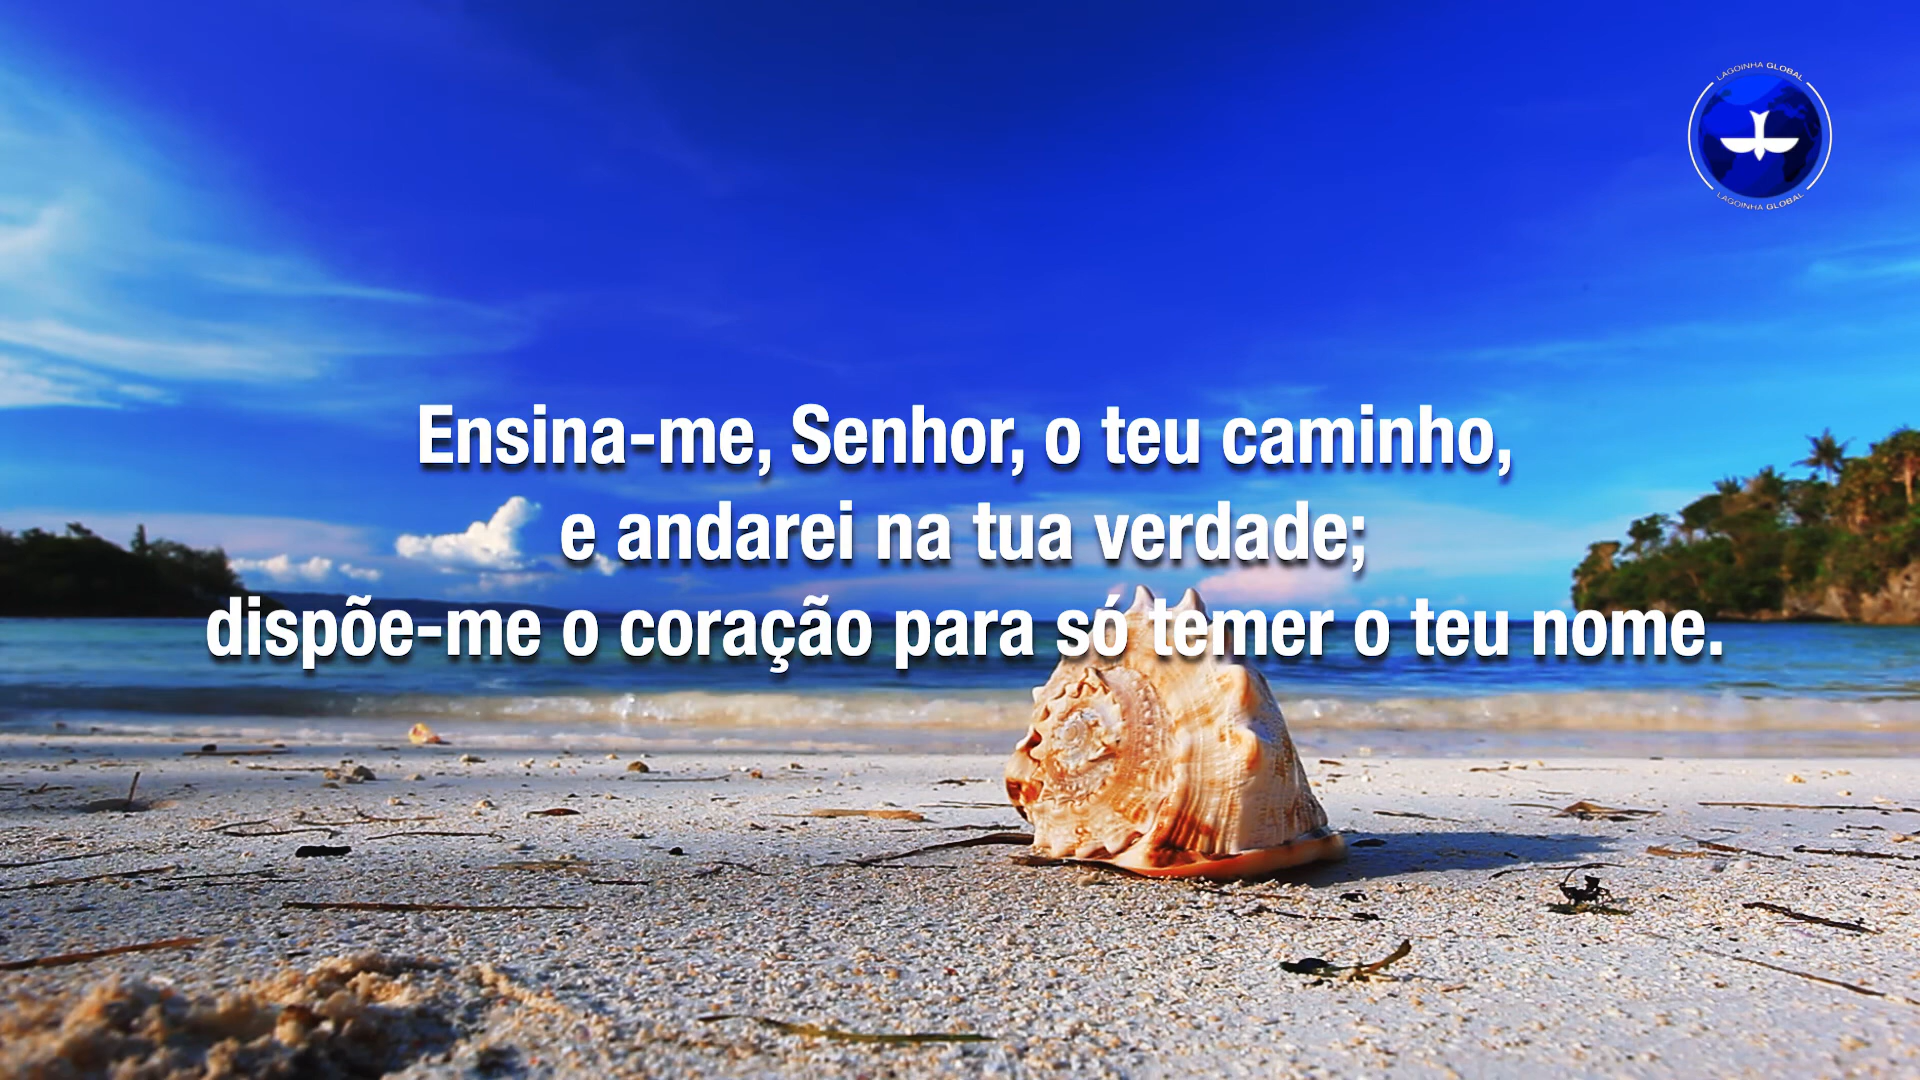 LAGOINHA GLOBAL
LAGOINHA GLOBAL
Ensina-me, Senhor, o teu caminho,
e andarei na tua verdade;
dispõe-me o coração para só temer o teu nome.